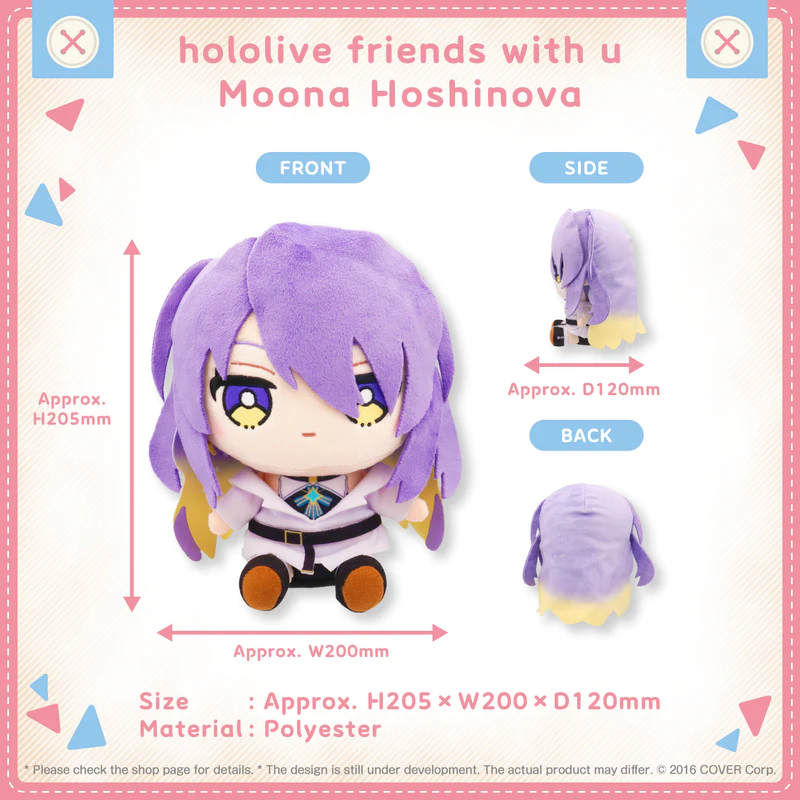 hololive friends with u
Moona Hoshinova
FRONT
SIDE
Approx.
H205mm
Approx. D120mm
BACK
Approx. W200mm
Size : Approx. H205 × W200 × D120mm
Material : Polyester
* Please check the shop page for details. * The design is still under development. The actual product may differ. © 2016 COVER Corp.